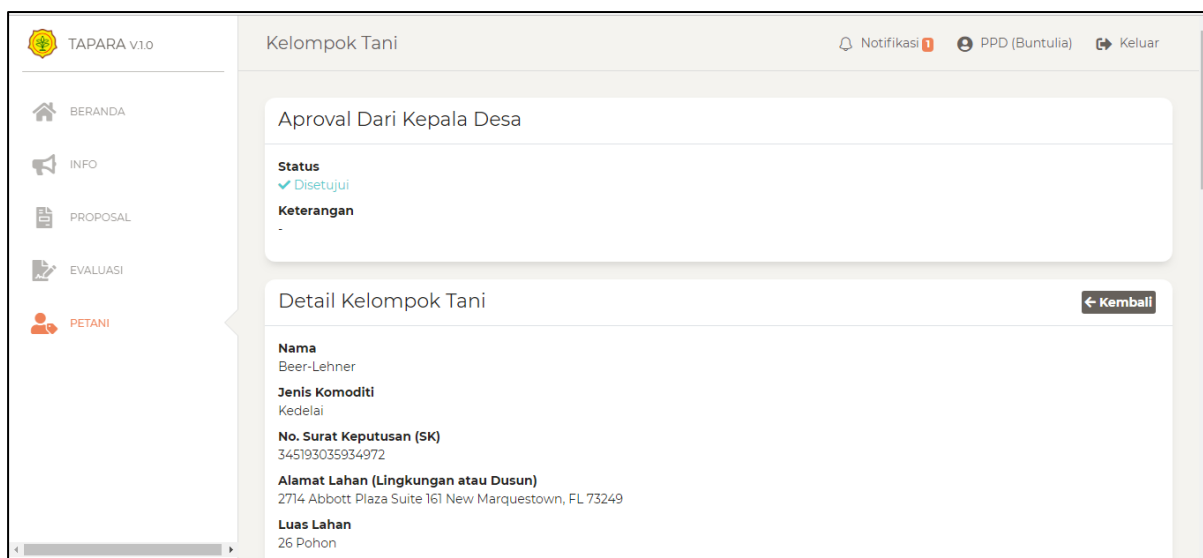 TAPARA V.1.0
Kelompok Tani
Notifikasi 1
PPD (Buntulia)
Keluar
BERANDA
INFO
PROPOSAL
EVALUASI
PETANI
Aproval Dari Kepala Desa
Status
Disetujui
Keterangan
-
Detail Kelompok Tani
Kembali
Nama
Beer-Lehner
Jenis Komoditi
Kedelai
No. Surat Keputusan (SK)
345193035934972
Alamat Lahan (Lingkungan atau Dusun)
2714 Abbott Plaza Suite 161 New Marquestown, FL 73249
Luas Lahan
26 Pohon